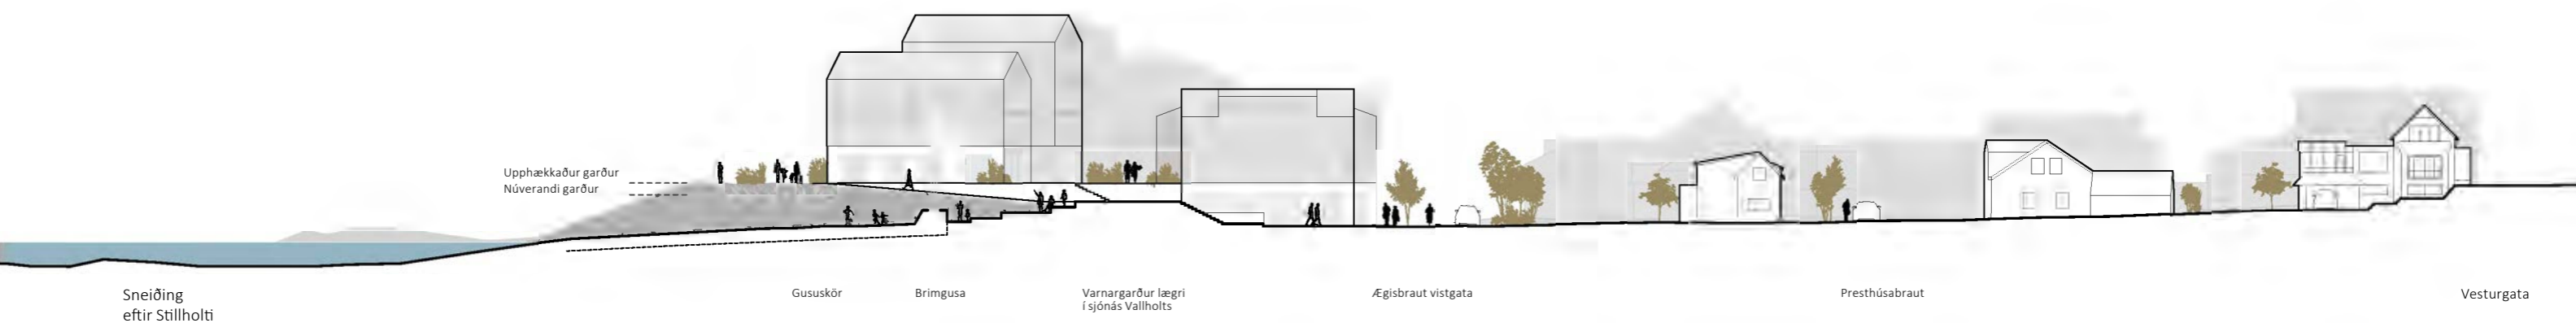 Upphækkaður garður
Núverandi garður
Sneiðing
eftir Stillholti
Gususkör
Brimgusa
Varnargarður lægri
í sjónás Vallholts
Ægisbraut vistgata
Presthúsabraut
Vesturgata